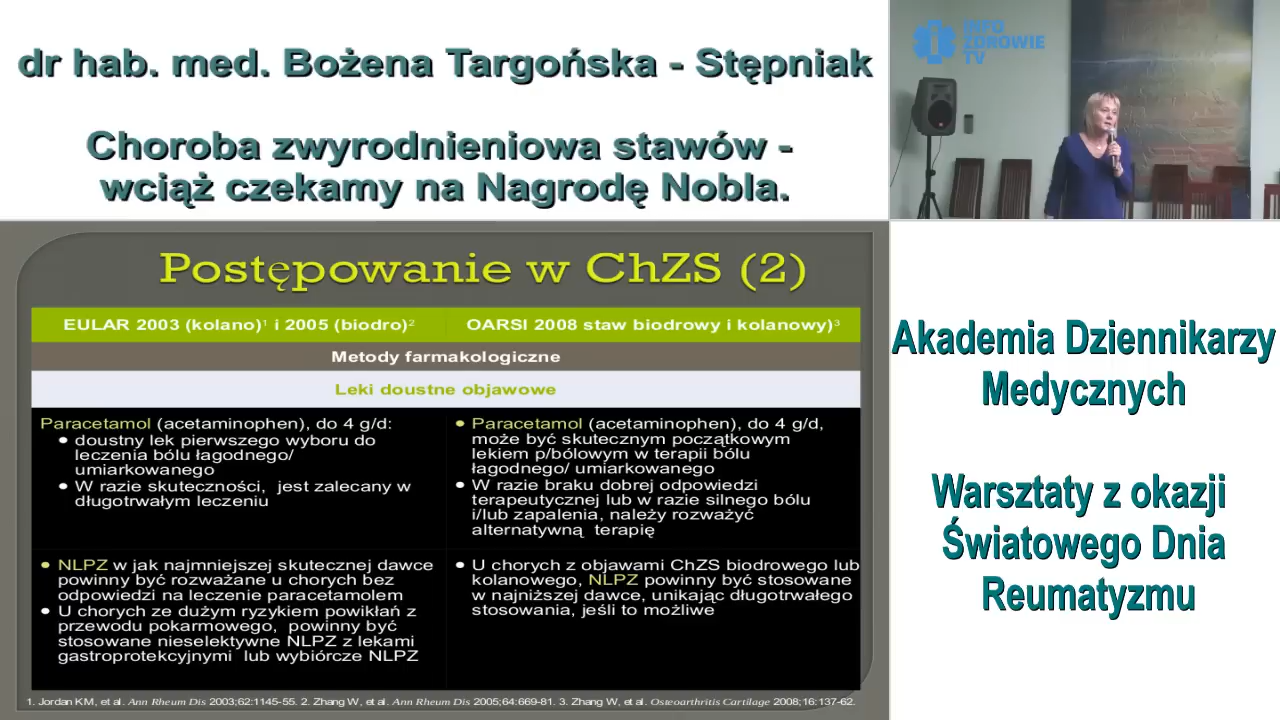 dr hab. med. Bożena Targońska - Stępniak
Choroba zwyrodnieniowa stawów -
wciąż czekamy na Nagrodę Nobla.
INFO
ZDROWIE
TV
Postępowanie w ChZS (2)
EULAR 2003 (kolano)¹ i 2005 (biodro)²
OARSI 2008 staw biodrowy i kolanowy)³
Metody farmakologiczne
Leki doustne objawowe
Paracetamol (acetaminophen), do 4 g/d:
● doustny lek pierwszego wyboru do
leczenia bólu łagodnego/
umiarkowanego
● W razie skuteczności, jest zalecany w
długotrwałym leczeniu
● Paracetamol (acetaminophen), do 4 g/d,
może być skutecznym początkowym
lekiem p/bólowym w terapii bólu
łagodnego/ umiarkowanego
● W razie braku dobrej odpowiedzi
terapeutycznej lub w razie silnego bólu
i/lub zapalenia, należy rozważyć
alternatywną terapię
● NLPZ w jak najmniejszej skutecznej dawce
powinny być rozważane u chorych bez
odpowiedzi na leczenie paracetamolem
● U chorych ze dużym ryzykiem powikłań z
przewodu pokarmowego, powinny być
stosowane nieselektywne NLPZ z lekami
gastroprotekcyjnymi lub wybiórcze NLPZ
● U chorych z objawami ChZS biodrowego lub
kolanowego, NLPZ powinny być stosowane
w najniższej dawce, unikając długotrwałego
stosowania, jeśli to możliwe
1. Jordan KM, et al. Ann Rheum Dis 2003;62:1145-55. 2. Zhang W, et al. Ann Rheum Dis 2005;64:669-81. 3. Zhang W, et al. Osteoarthritis Cartilage 2008;16:137-62.
Akademia Dziennikarzy
Medycznych
Warsztaty z okazji
Światowego Dnia
Reumatyzmu